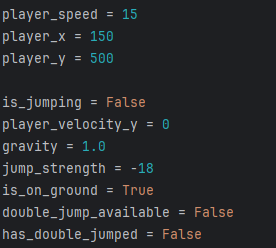 player_speed = 15
player_x = 150
player_y = 500
is_jumping = False
player_velocity_y = 0
gravity = 1.0
jump_strength = -18
is_on_ground = True
double_jump_available = False
has_double_jumped = False